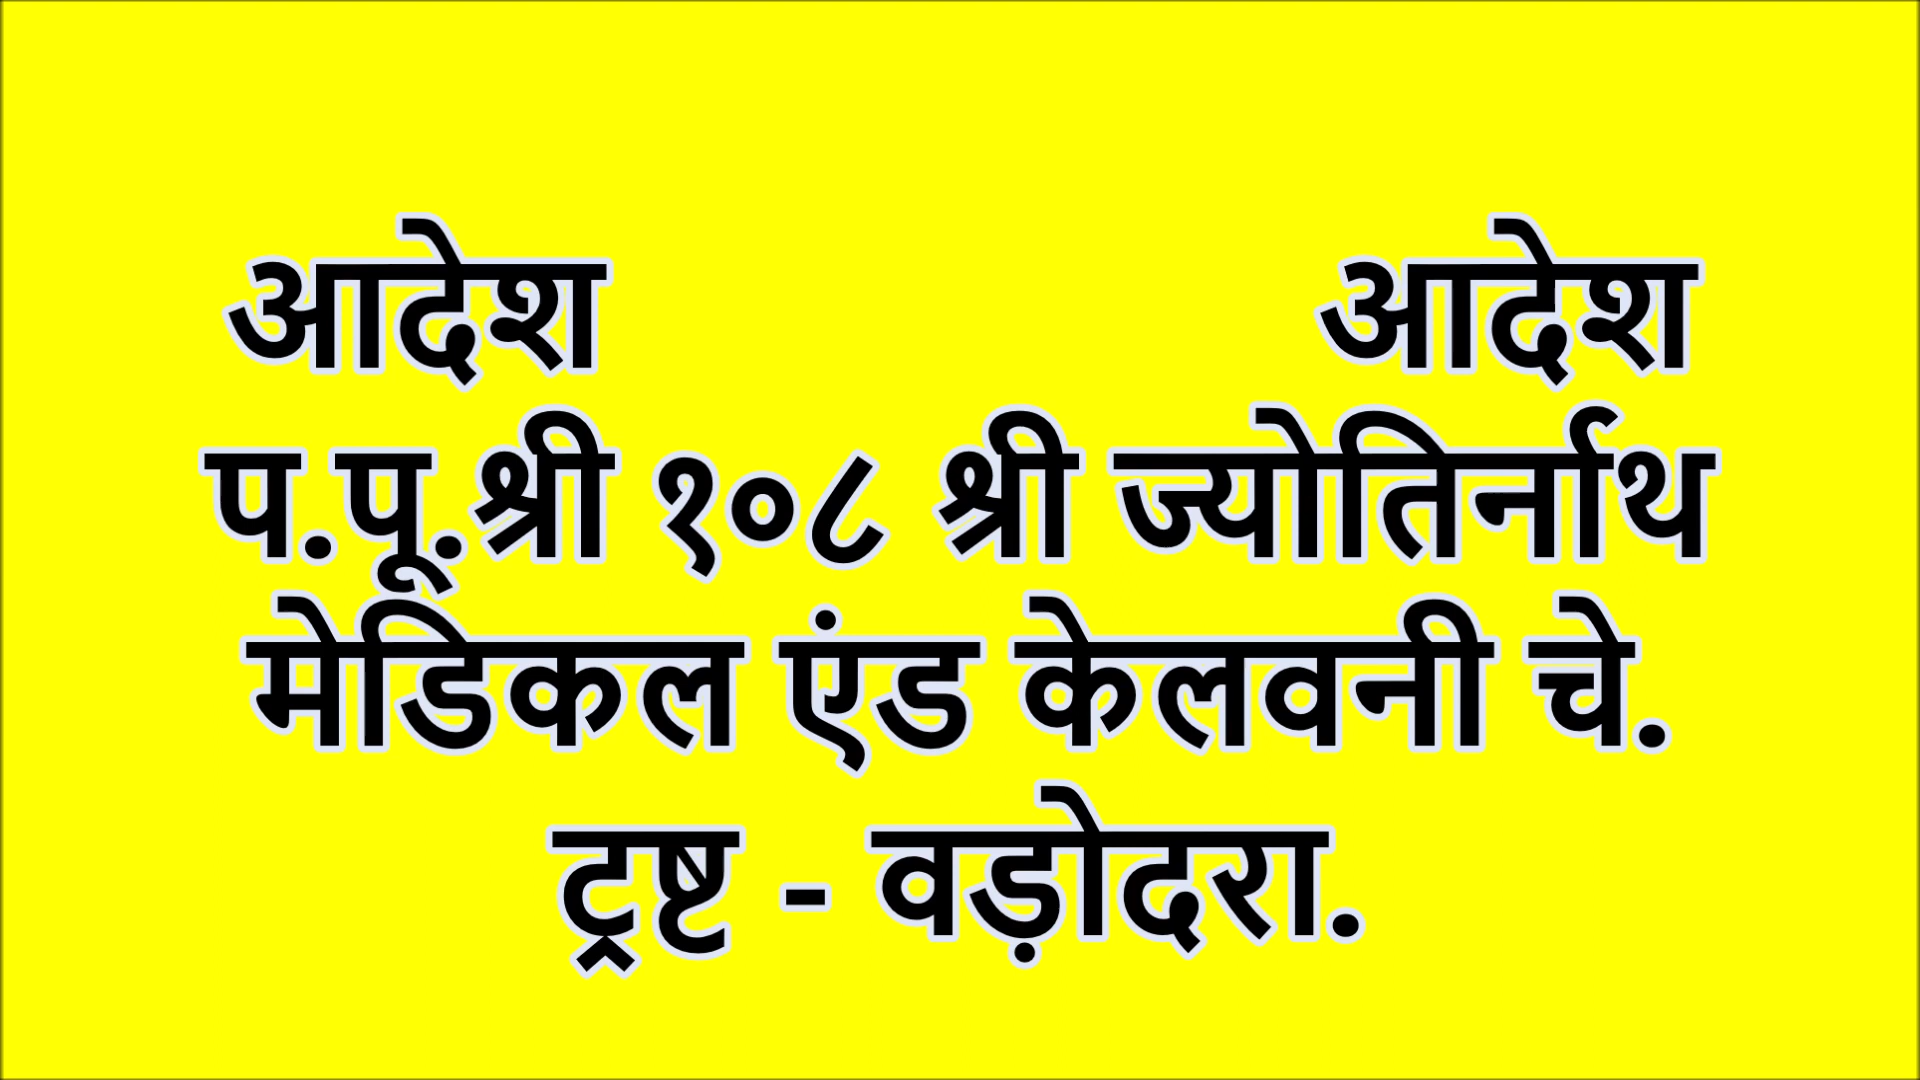 आदेश आदेश
प.पू.श्री १०८ श्री ज्योतिर्नाथ
मेडिकल एंड केलवनी चे.
ट्रष्ट - वड़ोदरा.